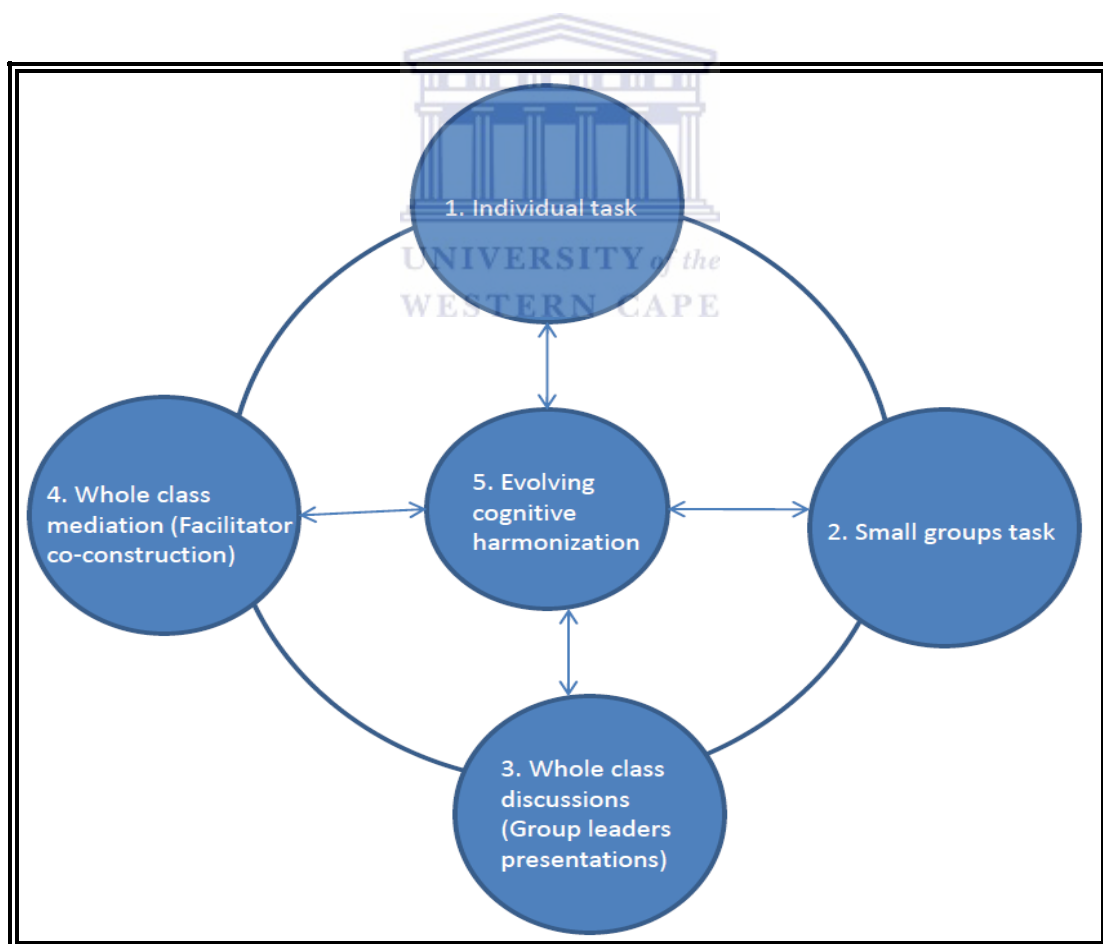 1. Individual task
UNIVERSITY of the
WESTERN CAPE
4. Whole class
mediation (Facilitator
co-construction)
5. Evolving
cognitive
harmonization
2. Small groups task
3. Whole class
discussions
(Group leaders
presentations)